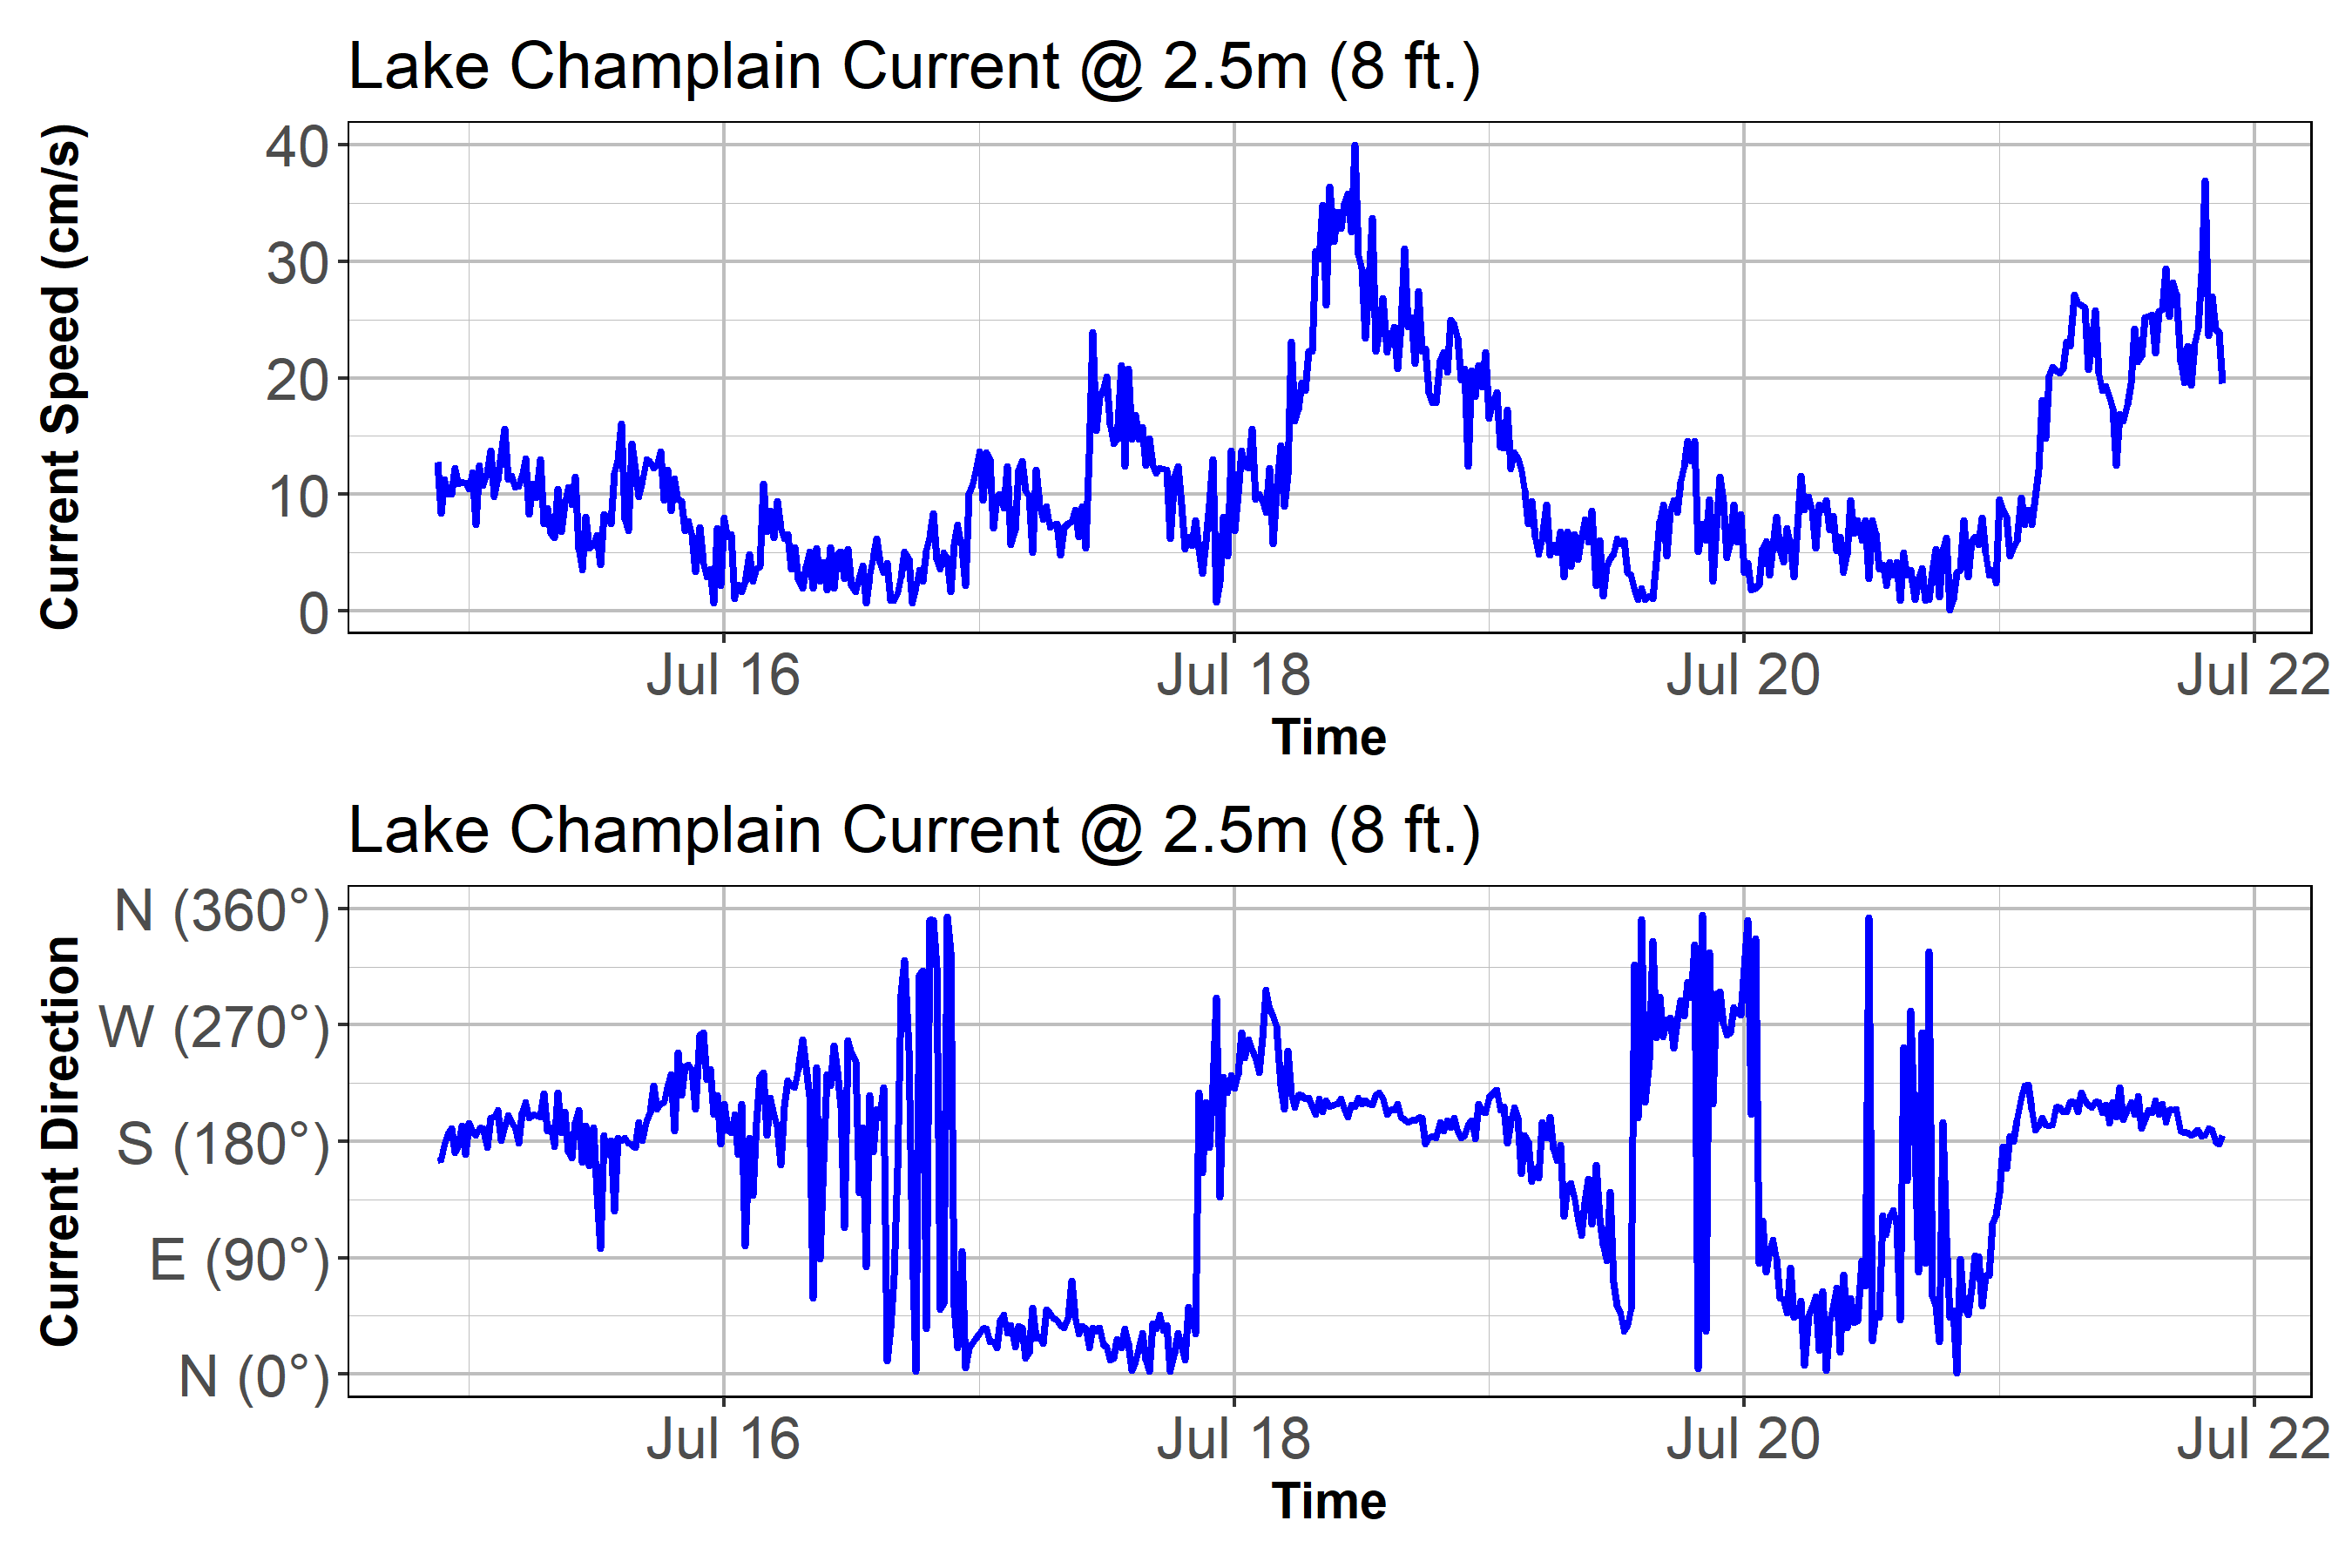 Lake Champlain Current @ 2.5m (8 ft.)
Current Speed (cm/s)
40
30
20
10
0
Jul 16 Jul 18 Jul 20 Jul 22
Time
Lake Champlain Current @ 2.5m (8 ft.)
Current Direction
N (360°)
W (270°)
S (180°)
E (90°)
N (0°)
Jul 16 Jul 18 Jul 20 Jul 22
Time